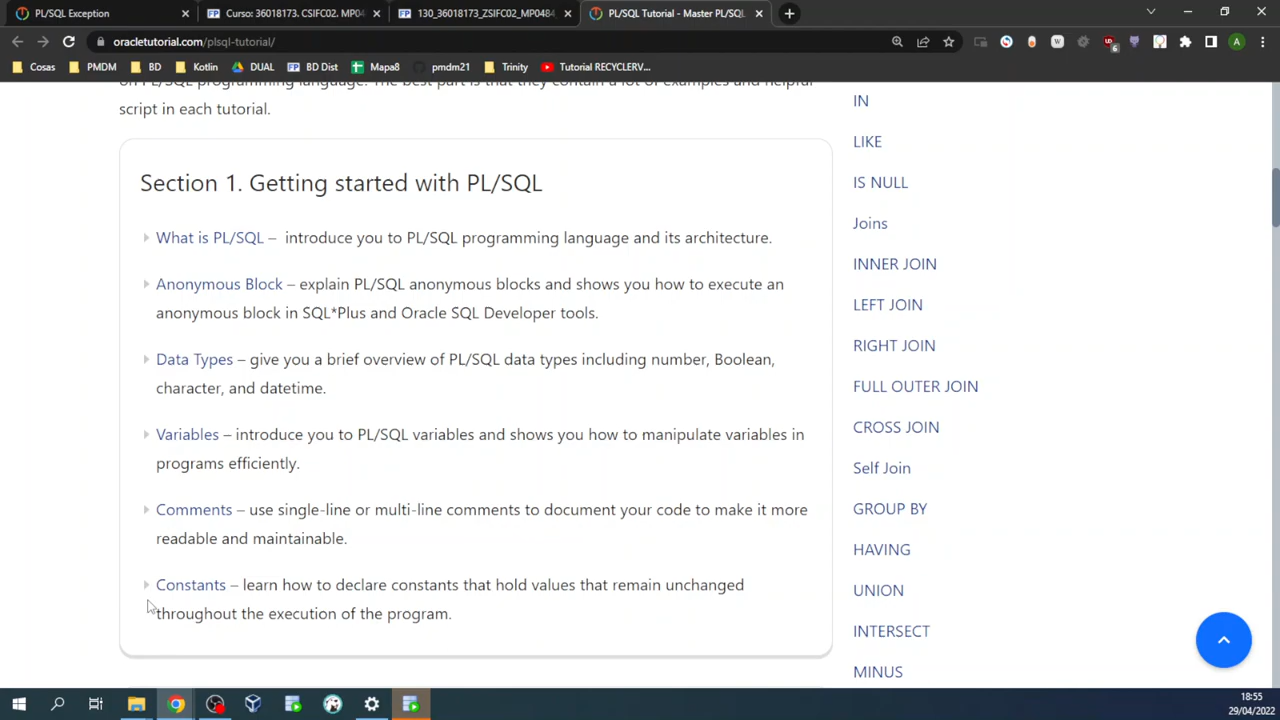 PL/SQL Exception
Curso: 36018173. CSIFC02. MP04
130_36018173_ZSIFC02_MP0484
PL/SQL Tutorial - Master PL/SQL
oracletutorial.com/plsql-tutorial/
A
Cosas
PMDM
BD
Kotlin
DUAL
BD Dist
Mapa8
pmdm21
Trinity
Tutorial RECYCLERV...
on PL/SQL programming language. The best part is that they contain a lot of examples and helpful
script in each tutorial.
Section 1. Getting started with PL/SQL
What is PL/SQL – introduce you to PL/SQL programming language and its architecture.
Anonymous Block – explain PL/SQL anonymous blocks and shows you how to execute an
anonymous block in SQL*Plus and Oracle SQL Developer tools.
Data Types – give you a brief overview of PL/SQL data types including number, Boolean,
character, and datetime.
Variables – introduce you to PL/SQL variables and shows you how to manipulate variables in
programs efficiently.
Comments – use single-line or multi-line comments to document your code to make it more
readable and maintainable.
Constants – learn how to declare constants that hold values that remain unchanged
throughout the execution of the program.
IN
LIKE
IS NULL
Joins
INNER JOIN
LEFT JOIN
RIGHT JOIN
FULL OUTER JOIN
CROSS JOIN
Self Join
GROUP BY
HAVING
UNION
INTERSECT
MINUS
18:55
29/04/2022